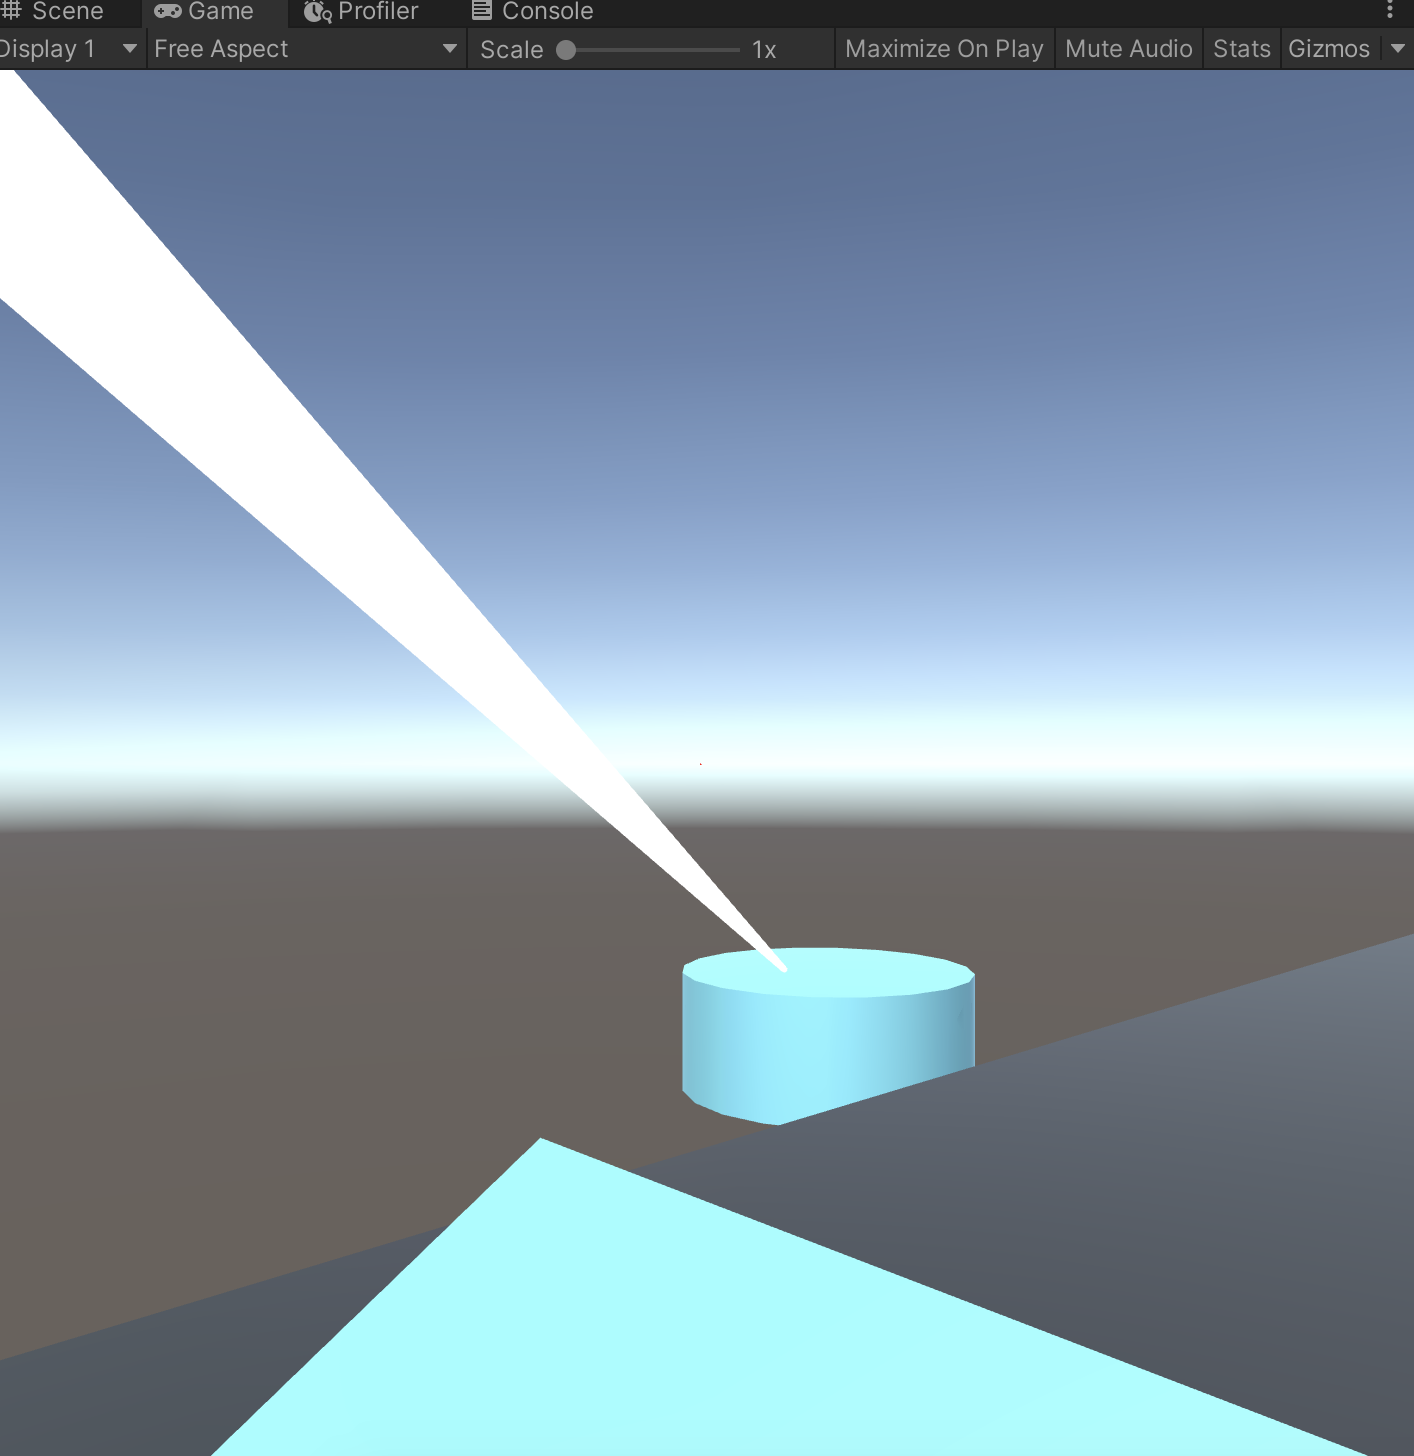 Scene Game Profiler Console
Display 1 Free Aspect Scale 1x Maximize On Play Mute Audio Stats Gizmos